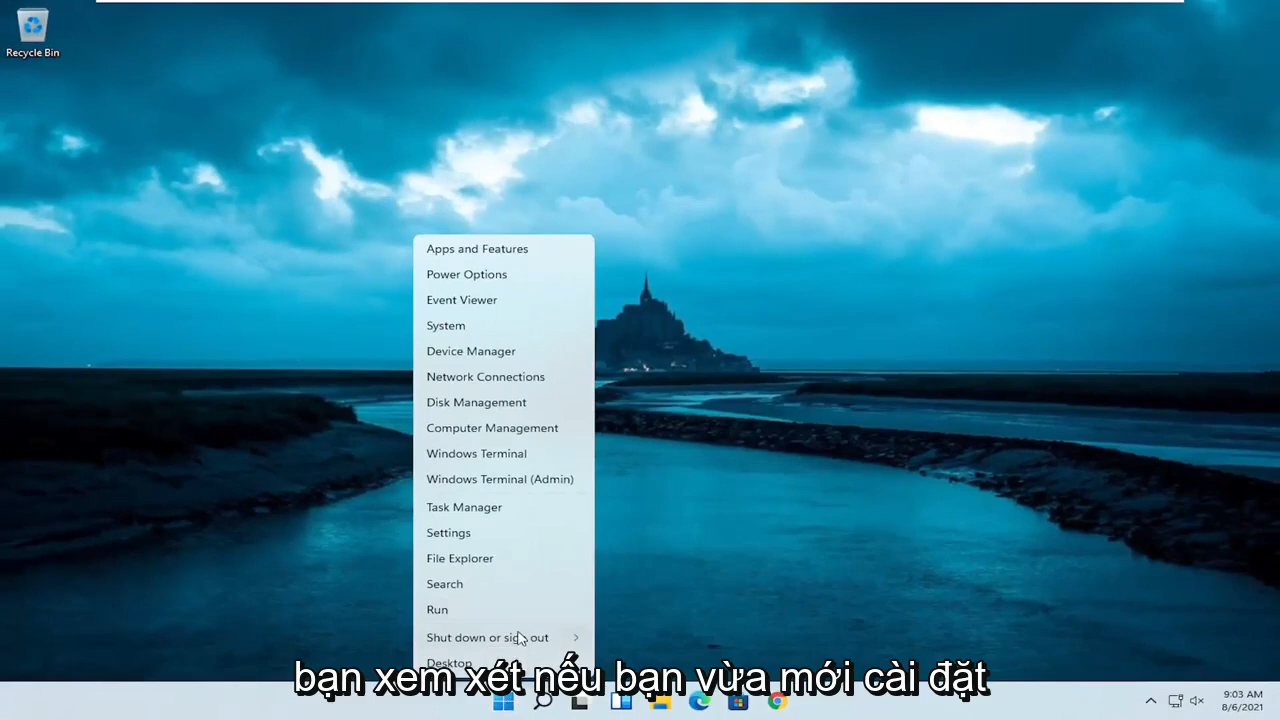 Recycle Bin
Apps and Features
Power Options
Event Viewer
System
Device Manager
Network Connections
Disk Management
Computer Management
Windows Terminal
Windows Terminal (Admin)
Task Manager
Settings
File Explorer
Search
Run
Shut down or sign out
Desktop
bạn xem xét nếu bạn vừa mới cài đặt
9:03 AM
8/6/2021